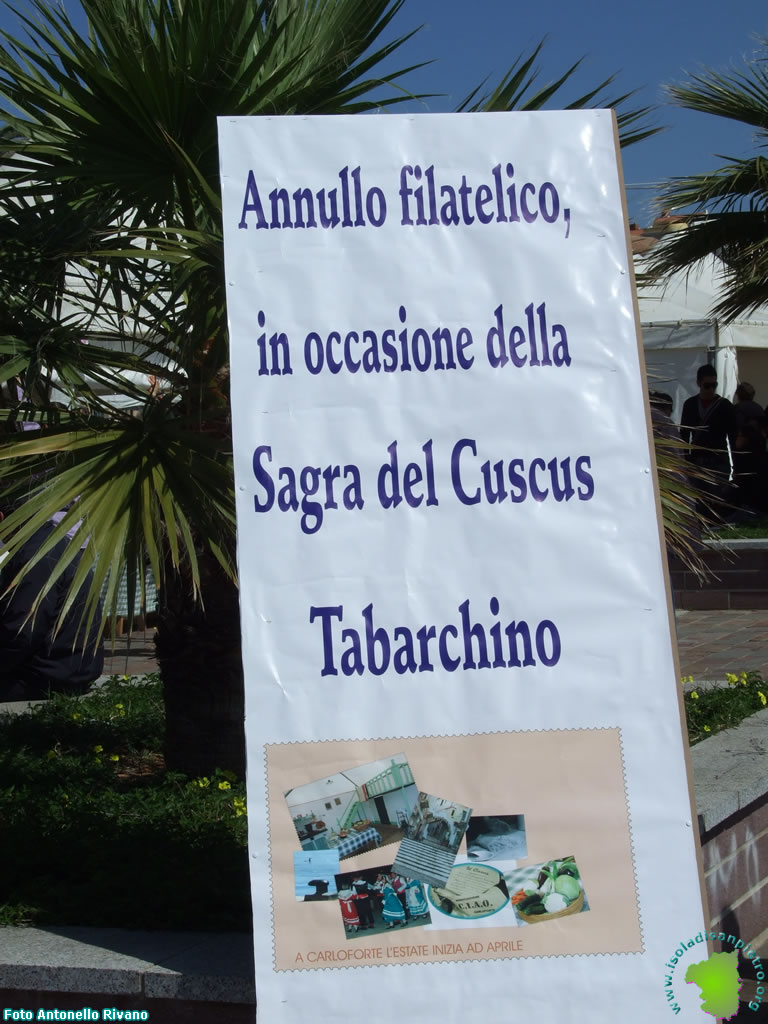 Annullo filatelico,
in occasione della
Sagra del Cuscus
Tabarchino
C.I.A.O.
A CARLOFORTE L'ESTATE INIZIA AD APRILE
www.isoladisanpietro.org
Foto Antonello Rivano